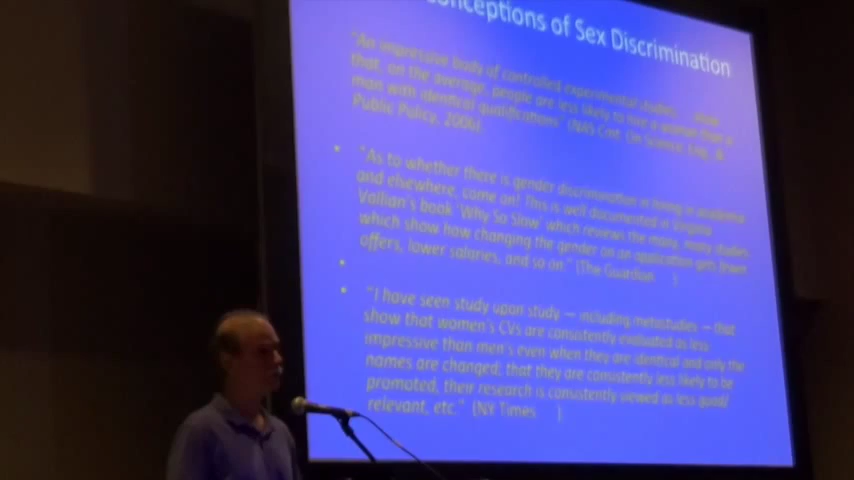 conceptions of Sex Discrimination
"An impressive body of controlled experimental studies show
that, on the average, people are less likely to hire a woman than a
man with identical qualifications" (NAS Com. On Science, Eng., &
Public Policy, 2006).
• "As to whether there is gender discrimination in hiring in academia
and elsewhere, come on! This is well documented in Virginia
Vallian's book 'Why So Slow' which reviews the many, many studies
which show how changing the gender on an application gets fewer
offers, lower salaries, and so on." (The Guardian )
•
• "I have seen study upon study — including metastudies — that
show that women's CVs are consistently evaluated as less
impressive than men's even when they are identical and only the
names are changed; that they are consistently less likely to be
promoted, their research is consistently viewed as less good/
relevant, etc." (NY Times )